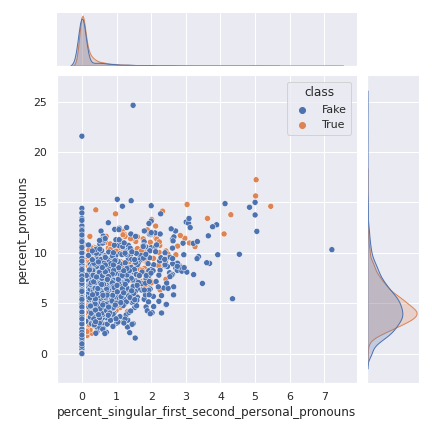 class
Fake
True
percent_pronouns
25
20
15
10
5
0
0 1 2 3 4 5 6 7
percent_singular_first_second_personal_pronouns